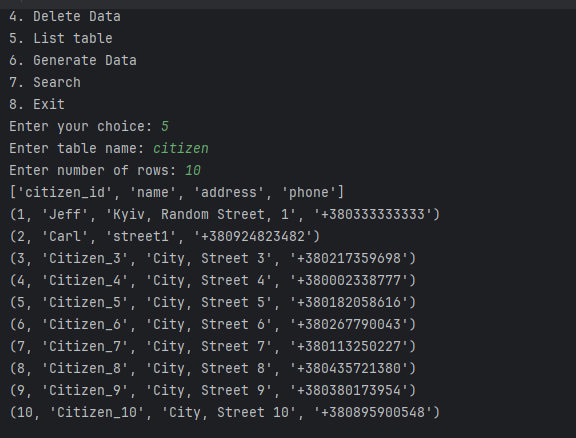 4. Delete Data
5. List table
6. Generate Data
7. Search
8. Exit
Enter your choice: 5
Enter table name: citizen
Enter number of rows: 10
['citizen_id', 'name', 'address', 'phone']
(1, 'Jeff', 'Kyiv, Random Street, 1', '+380333333333')
(2, 'Carl', 'street1', '+380924823482')
(3, 'Citizen_3', 'City, Street 3', '+380217359698')
(4, 'Citizen_4', 'City, Street 4', '+380002338777')
(5, 'Citizen_5', 'City, Street 5', '+380182058616')
(6, 'Citizen_6', 'City, Street 6', '+380267790043')
(7, 'Citizen_7', 'City, Street 7', '+380113250227')
(8, 'Citizen_8', 'City, Street 8', '+380435721380')
(9, 'Citizen_9', 'City, Street 9', '+380380173954')
(10, 'Citizen_10', 'City, Street 10', '+380895900548')